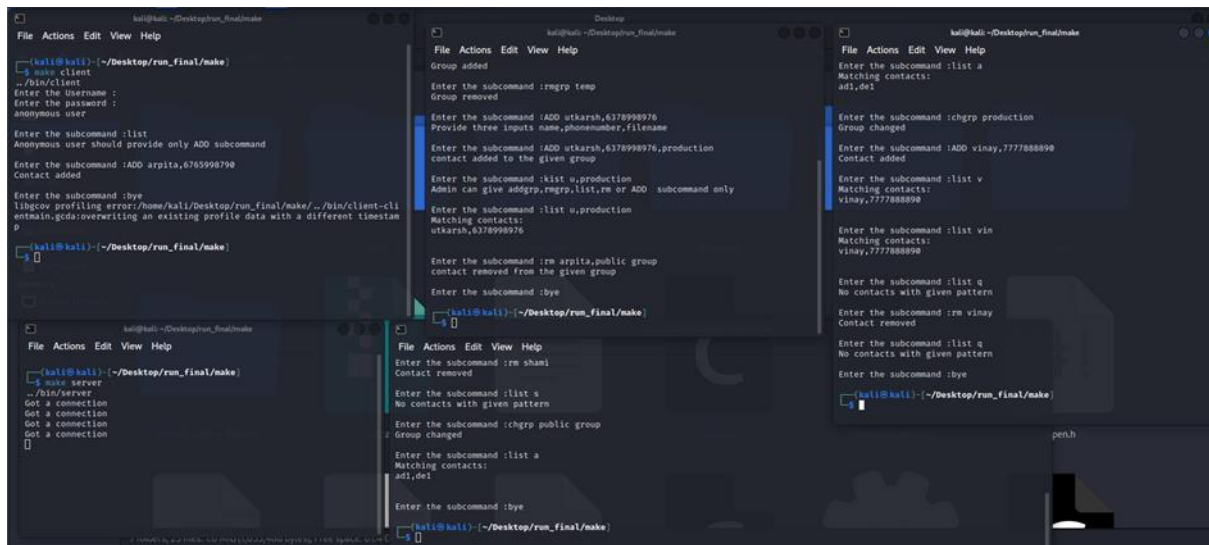 kali@kali: ~/Desktop/run_final/make
File Actions Edit View Help
(kali㉿kali)-[~/Desktop/run_final/make]
$ make client
../bin/client
Enter the Username :
Enter the password :
anonymous user
Enter the subcommand :list
Anonymous user should provide only ADD subcommand
Enter the subcommand :ADD arpita,6765998790
Contact added
Enter the subcommand :bye
libgcov profiling error:/home/kali/Desktop/run_final/make/../bin/client-cli
entmain.gcda:overwriting an existing profile data with a different timestam
p
(kali㉿kali)-[~/Desktop/run_final/make]
$
Desktop
kali@kali: ~/Desktop/run_final/make
File Actions Edit View Help
Group added
Enter the subcommand :rmgrp temp
Group removed
Enter the subcommand :ADD utkarsh,6378998976
Provide three inputs name,phonenumber,filename
Enter the subcommand :ADD utkarsh,6378998976,production
contact added to the given group
Enter the subcommand :kist u,production
Admin can give addgrp,rmgrp,list,rm or ADD  subcommand only
Enter the subcommand :list u,production
Matching contacts:
utkarsh,6378998976
Enter the subcommand :rm arpita,public group
contact removed from the given group
Enter the subcommand :bye
(kali㉿kali)-[~/Desktop/run_final/make]
$
kali@kali: ~/Desktop/run_final/make
File Actions Edit View Help
Enter the subcommand :list a
Matching contacts:
ad1,de1
Enter the subcommand :chgrp production
Group changed
Enter the subcommand :ADD vinay,7777888890
Contact added
Enter the subcommand :list v
Matching contacts:
vinay,7777888890
Enter the subcommand :list vin
Matching contacts:
vinay,7777888890
Enter the subcommand :list q
No contacts with given pattern
Enter the subcommand :rm vinay
Contact removed
Enter the subcommand :list q
No contacts with given pattern
Enter the subcommand :bye
(kali㉿kali)-[~/Desktop/run_final/make]
$
kali@kali: ~/Desktop/run_final/make
File Actions Edit View Help
(kali㉿kali)-[~/Desktop/run_final/make]
$ make server
../bin/server
Got a connection
Got a connection
Got a connection
Got a connection
File Actions Edit View Help
Enter the subcommand :rm shami
Contact removed
Enter the subcommand :list s
No contacts with given pattern
Enter the subcommand :chgrp public group
Group changed
Enter the subcommand :list a
Matching contacts:
ad1,de1
Enter the subcommand :bye
(kali㉿kali)-[~/Desktop/run_final/make]
$
pen.h